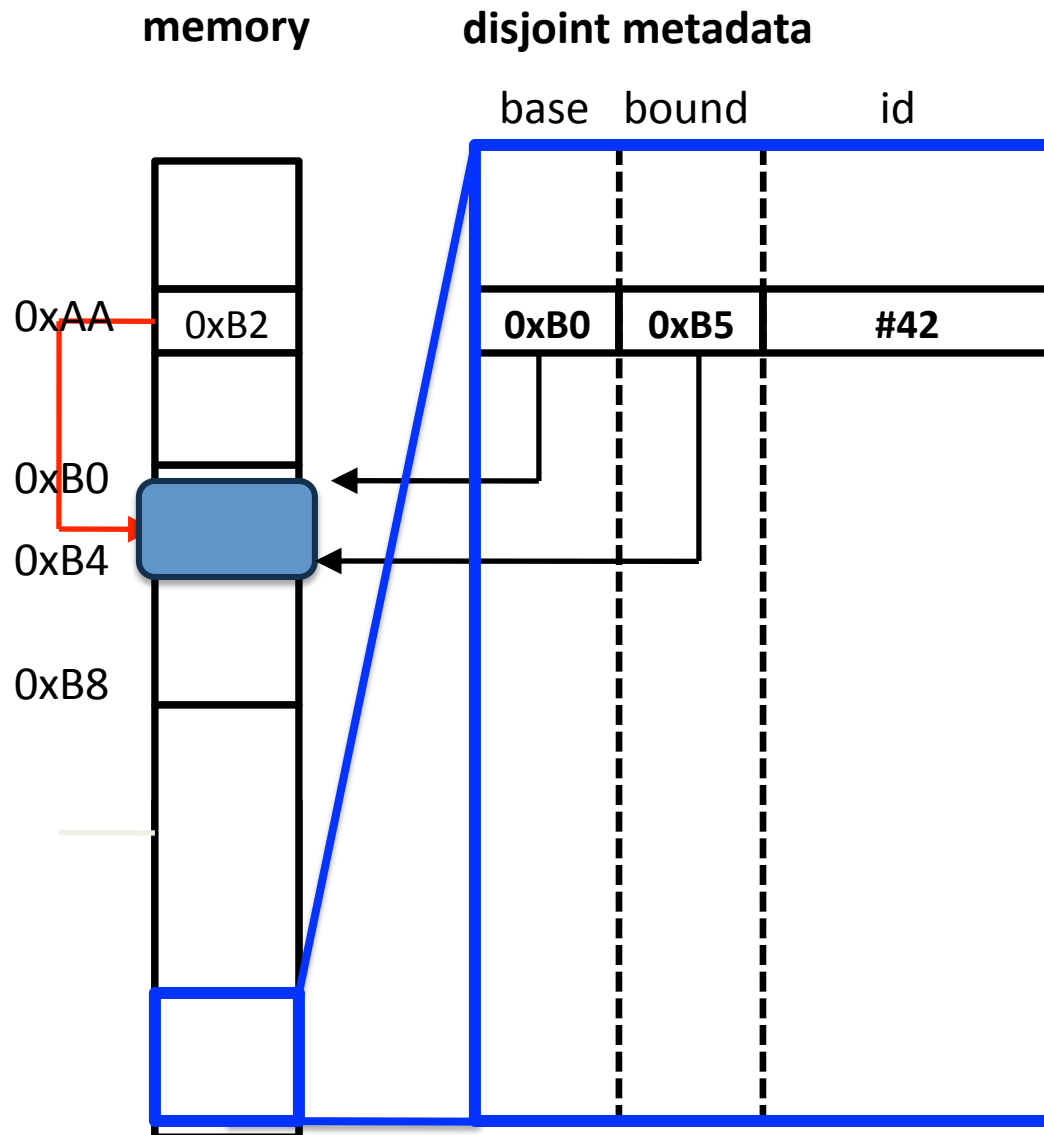 memory disjoint metadata
base bound id
0xAA 0xB2 0xB0 0xB5 #42
0xB0
0xB4
0xB8